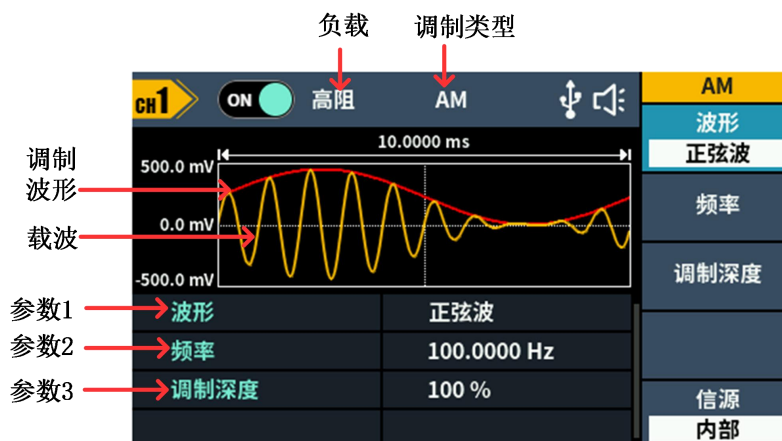 负载 调制类型
CH1 ON 高阻 AM
AM
波形
正弦波
频率
调制深度
信源
内部
10.0000 ms
500.0 mV
0.0 mV
-500.0 mV
调制
波形
载波
参数1 波形 正弦波
参数2 频率 100.0000 Hz
参数3 调制深度 100 %